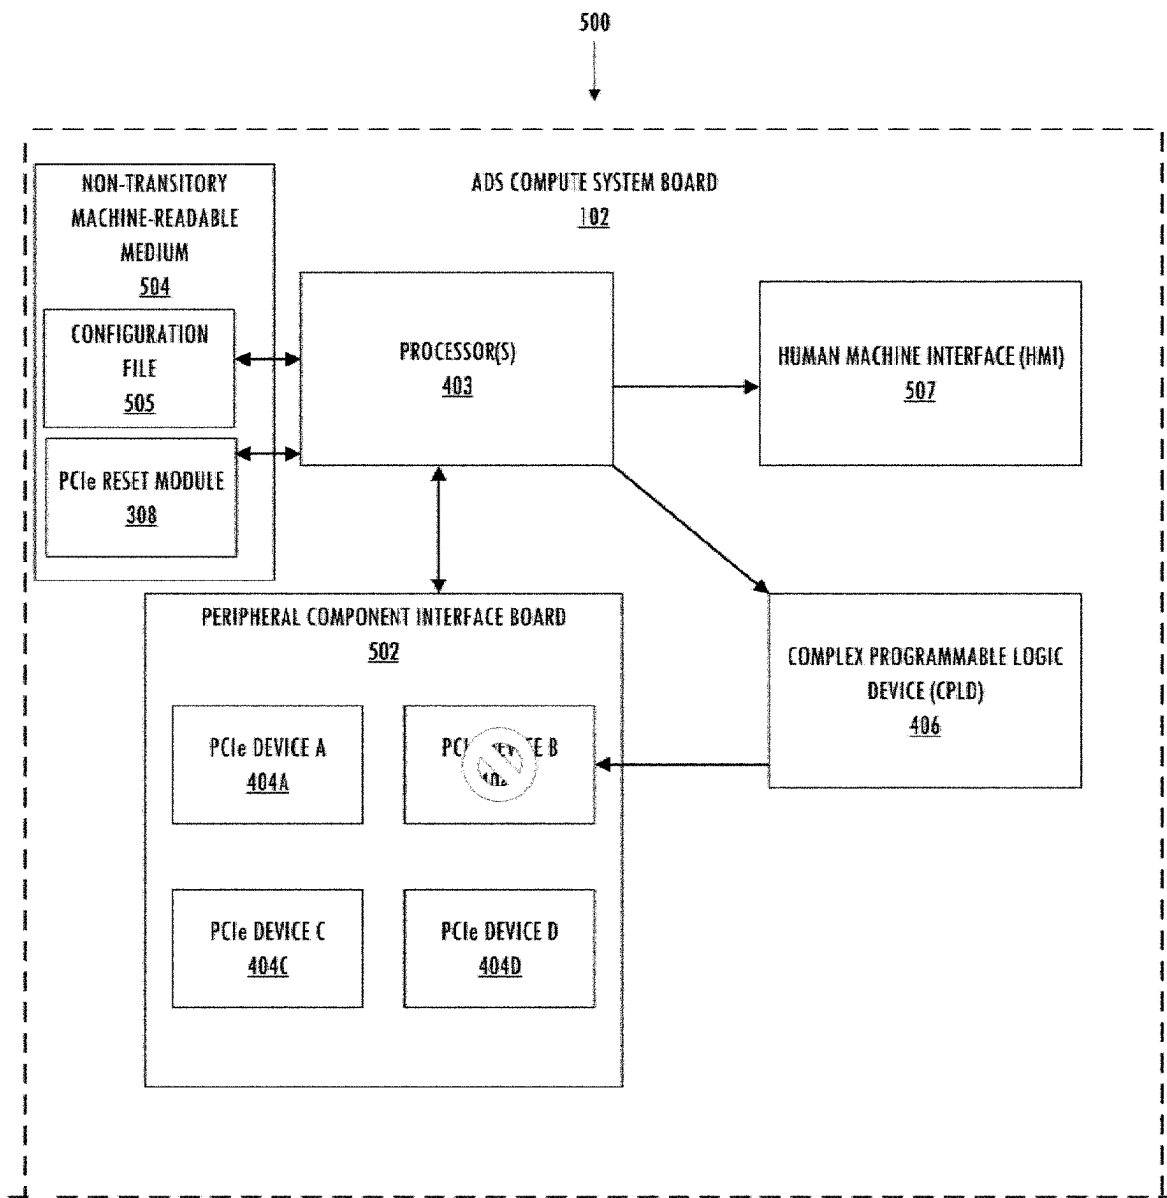 500
ADS COMPUTE SYSTEM BOARD
102
NON-TRANSITORY
MACHINE-READABLE
MEDIUM
504
CONFIGURATION
FILE
505
PCIe RESET MODULE
308
PROCESSOR(S)
403
HUMAN MACHINE INTERFACE (HMI)
507
PERIPHERAL COMPONENT INTERFACE BOARD
502
COMPLEX PROGRAMMABLE LOGIC
DEVICE (CPLD)
406
PCIe DEVICE A
404A
B
PCIe DEVICE C
404C
PCIe DEVICE D
404D